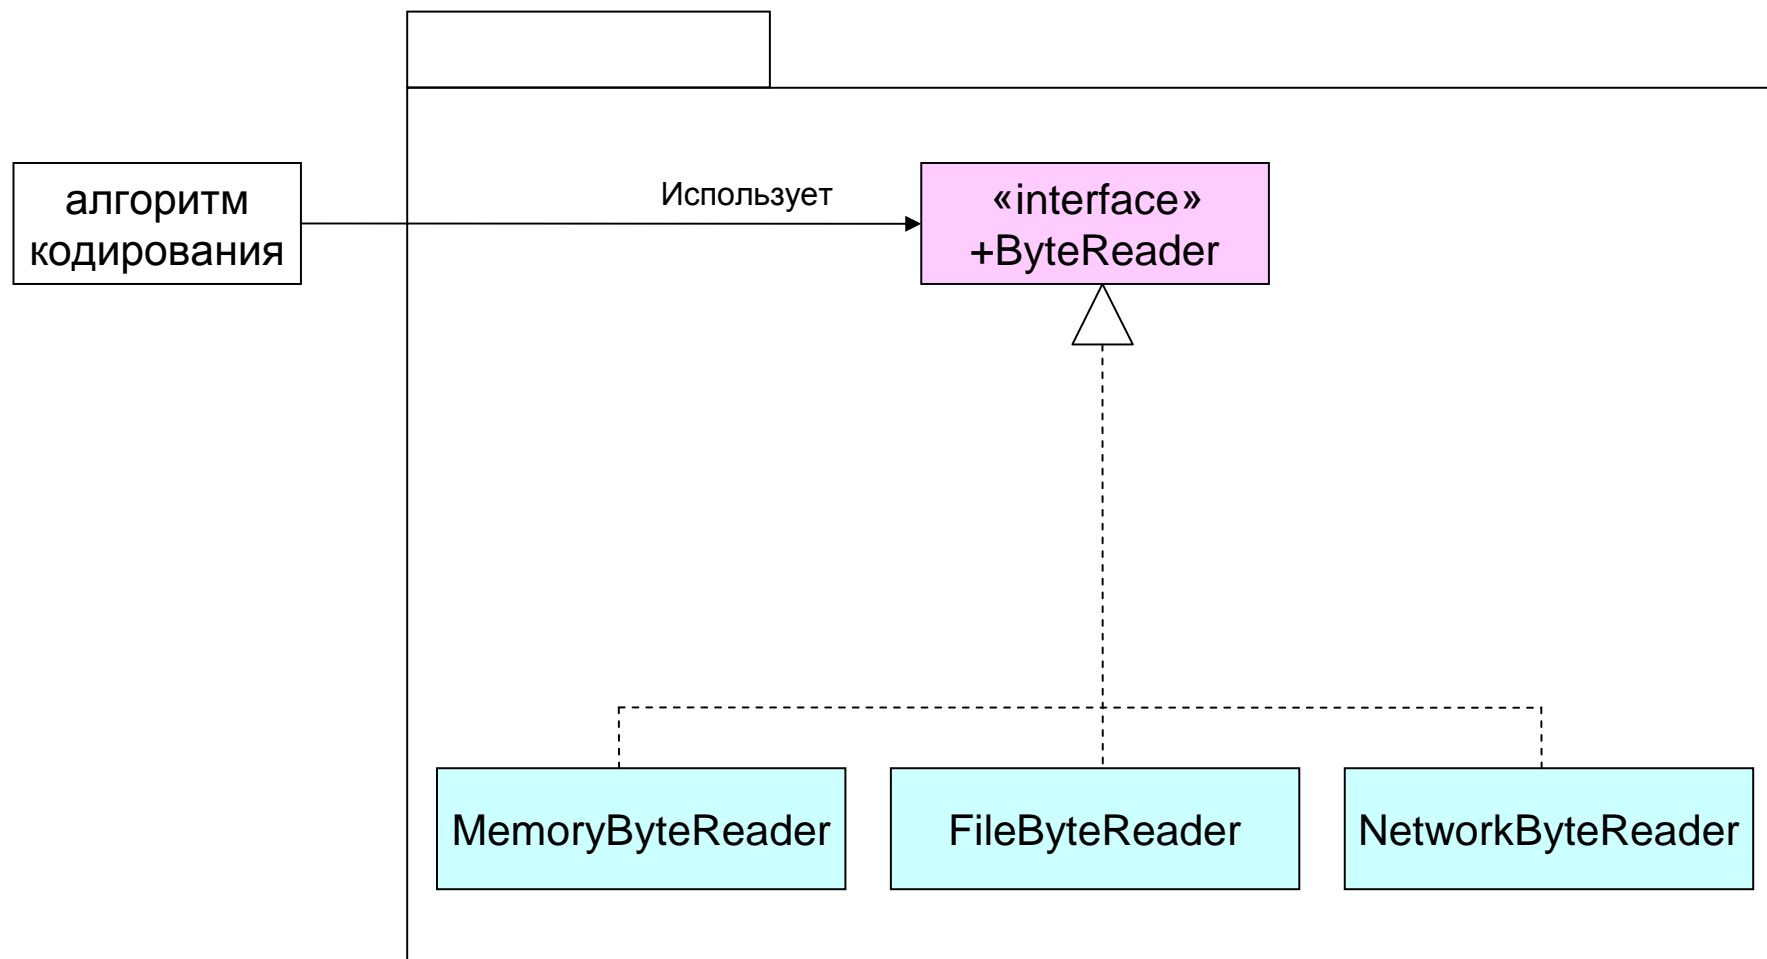 алгоритм
кодирования
Использует
«interface»
+ByteReader
MemoryByteReader
FileByteReader
NetworkByteReader